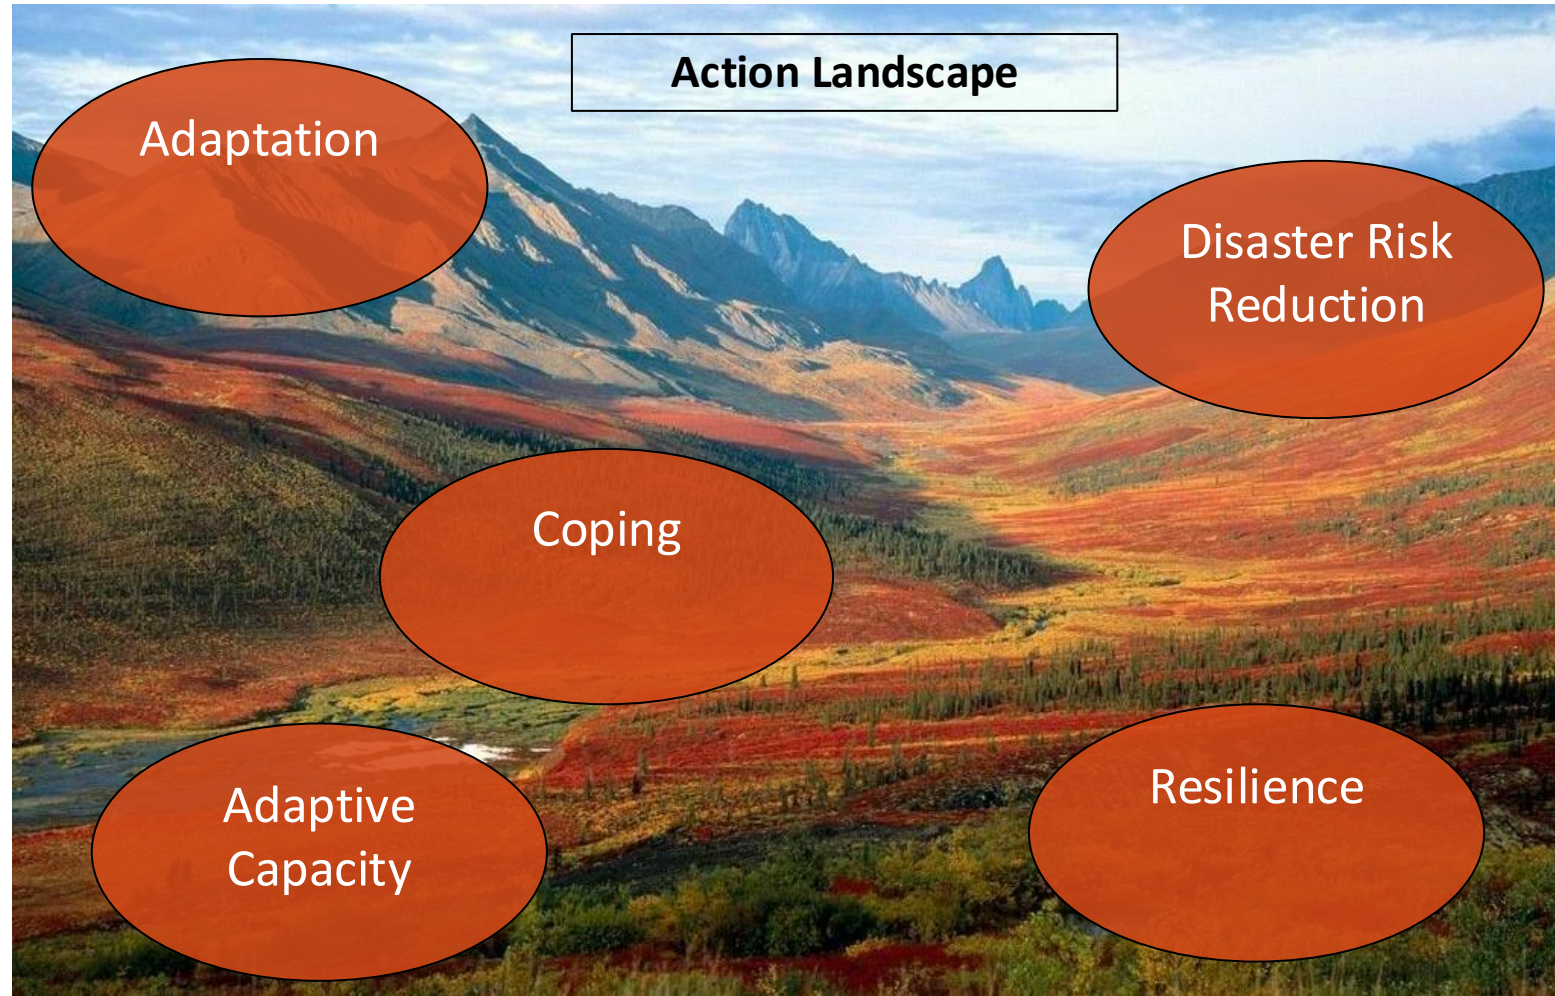 Action Landscape
Adaptation
Disaster Risk
Reduction
Coping
Adaptive
Capacity
Resilience